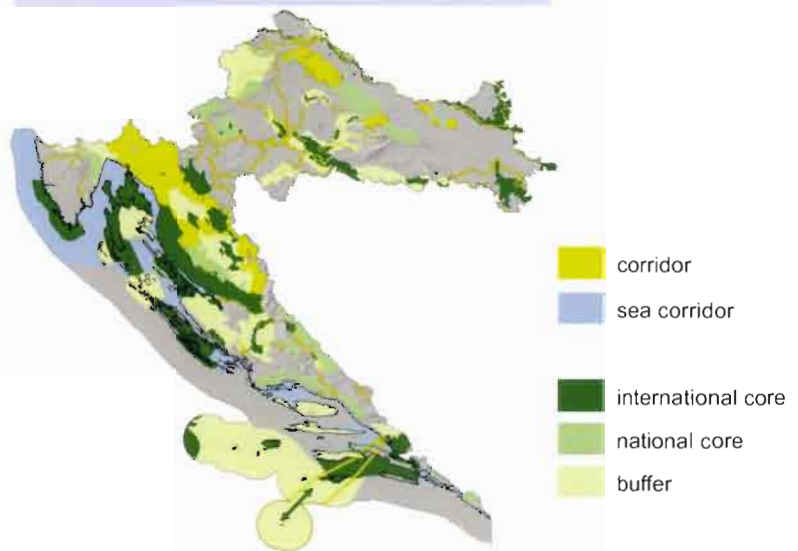 corridor
sea corridor
international core
national core
buffer